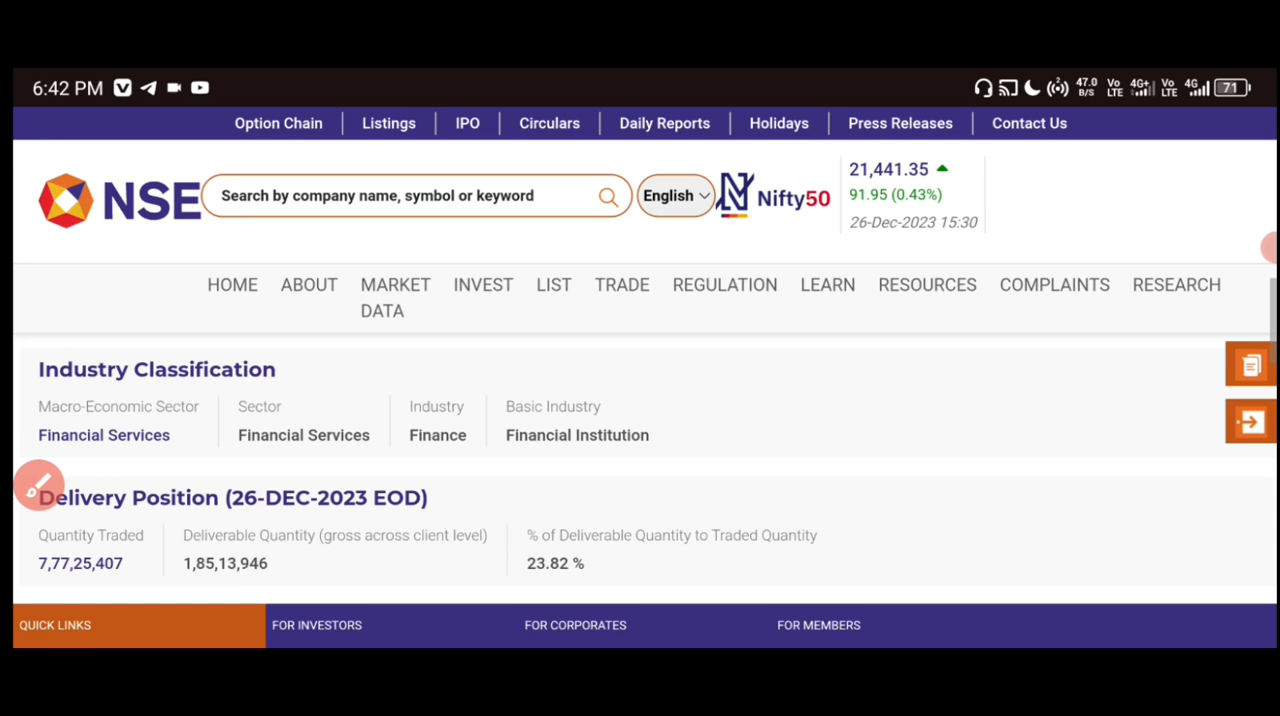 6:42 PM 47.0 B/S Vo LTE 4G+ Vo LTE 4G 71
Option Chain Listings IPO Circulars Daily Reports Holidays Press Releases Contact Us
NSE Search by company name, symbol or keyword English Nifty50
21,441.35
91.95 (0.43%)
26-Dec-2023 15:30
HOME ABOUT MARKET DATA INVEST LIST TRADE REGULATION LEARN RESOURCES COMPLAINTS RESEARCH
Industry Classification
Macro-Economic Sector Sector Industry Basic Industry
Financial Services Financial Services Finance Financial Institution
Delivery Position (26-DEC-2023 EOD)
Quantity Traded Deliverable Quantity (gross across client level) % of Deliverable Quantity to Traded Quantity
7,77,25,407 1,85,13,946 23.82 %
QUICK LINKS FOR INVESTORS FOR CORPORATES FOR MEMBERS